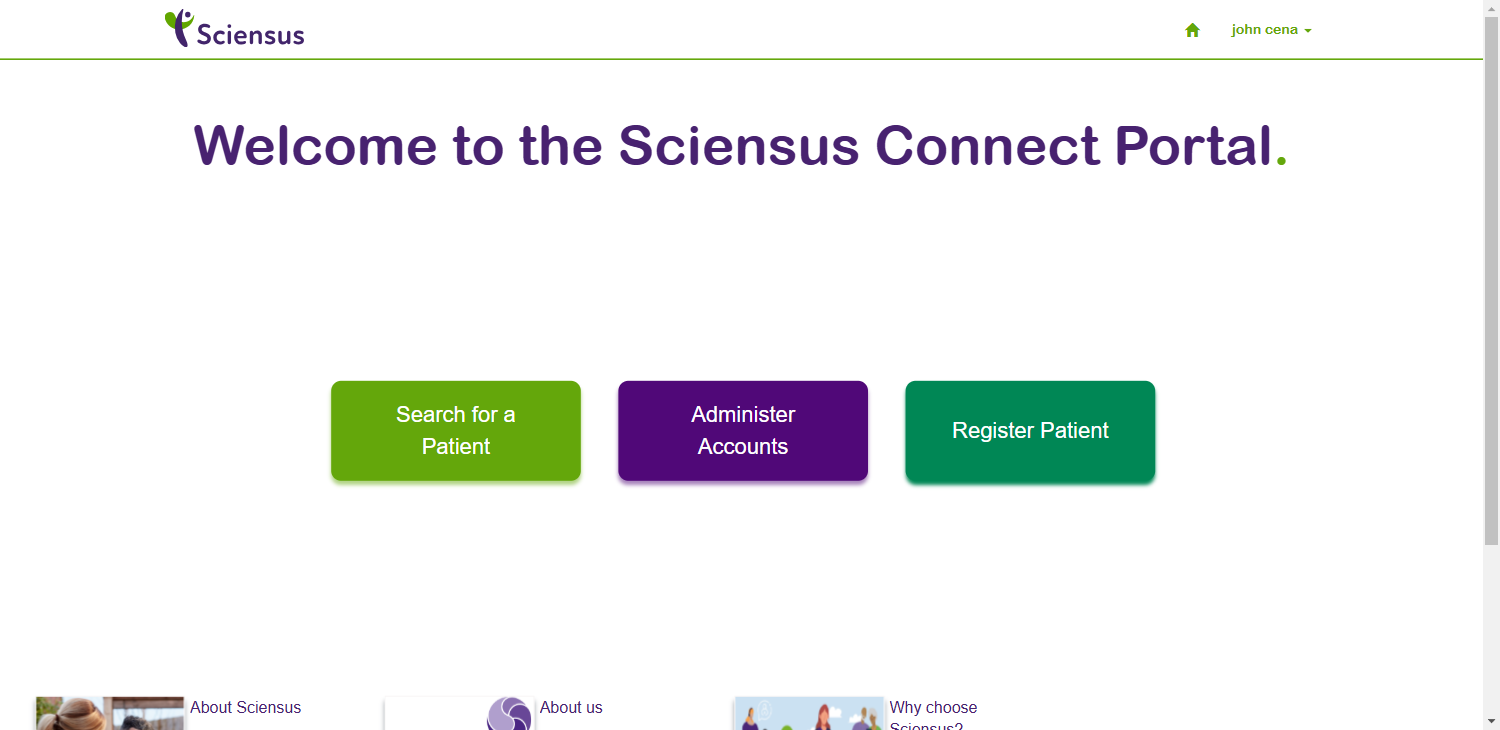 Sciensus
john cena
Welcome to the Sciensus Connect Portal.
Search for a
Patient
Administer
Accounts
Register Patient
About Sciensus
About us
Why choose
Sciensus?